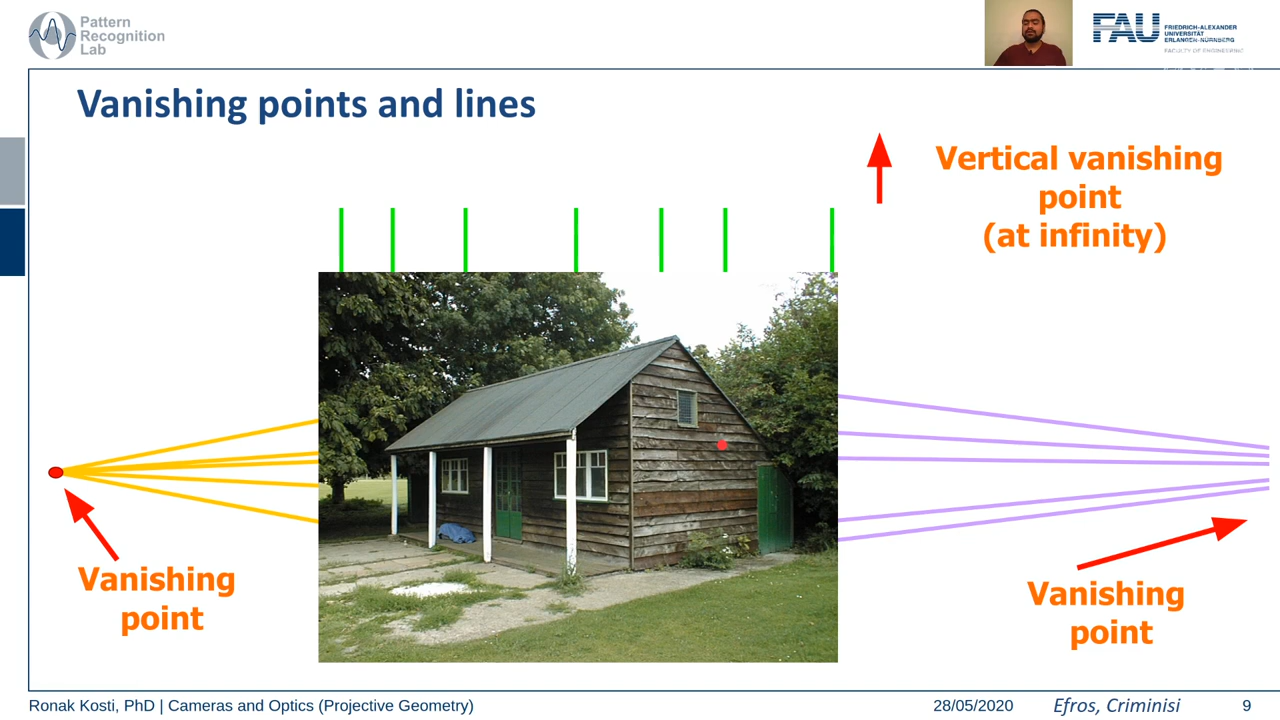 Pattern
Recognition
Lab
FAU
FRIEDRICH-ALEXANDER
UNIVERSITÄT
ERLANGEN-NÜRNBERG
FACULTY OF ENGINEERING
Vanishing points and lines
Vertical vanishing
point
(at infinity)
Vanishing
point
Vanishing
point
Ronak Kosti, PhD | Cameras and Optics (Projective Geometry)
28/05/2020
Efros, Criminisi
9